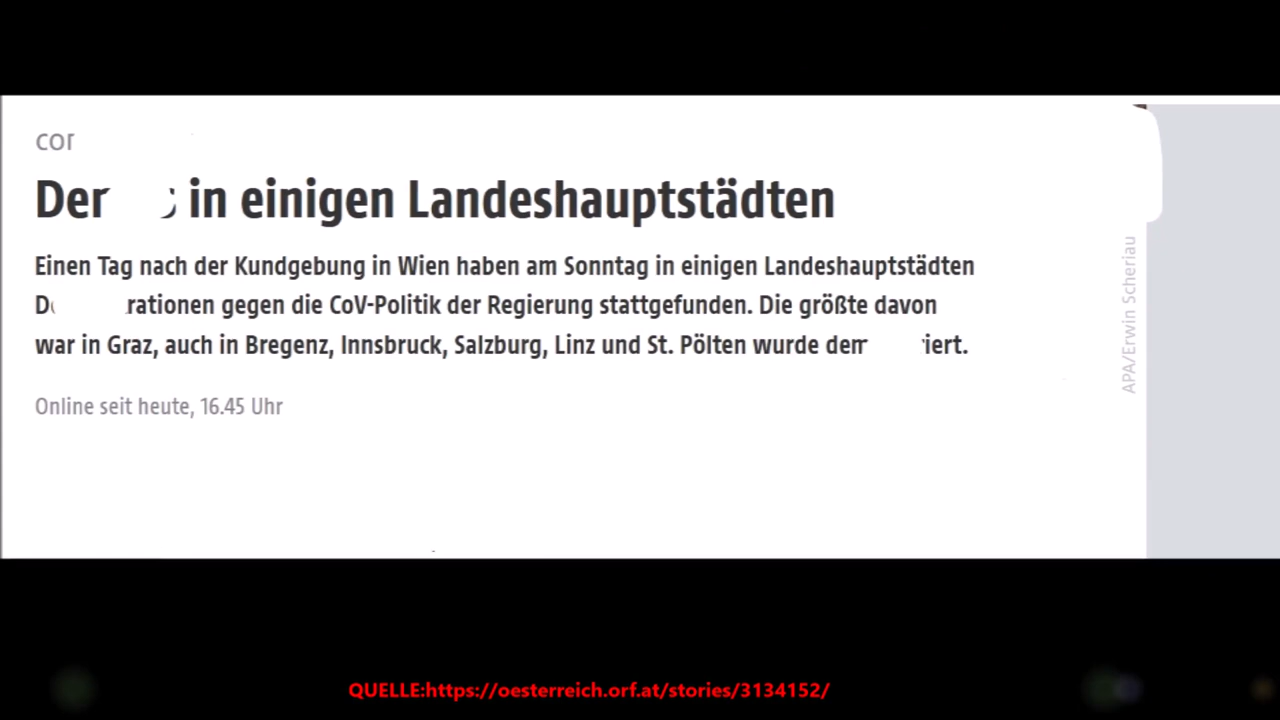 cor
Der s in einigen Landeshauptstädten
Einen Tag nach der Kundgebung in Wien haben am Sonntag in einigen Landeshauptstädten
rationen gegen die CoV-Politik der Regierung stattgefunden. Die größte davon
war in Graz, auch in Bregenz, Innsbruck, Salzburg, Linz und St. Pölten wurde dem iert.
Online seit heute, 16.45 Uhr
APA/Erwin Scheriau
QUELLE:https://oesterreich.orf.at/stories/3134152/